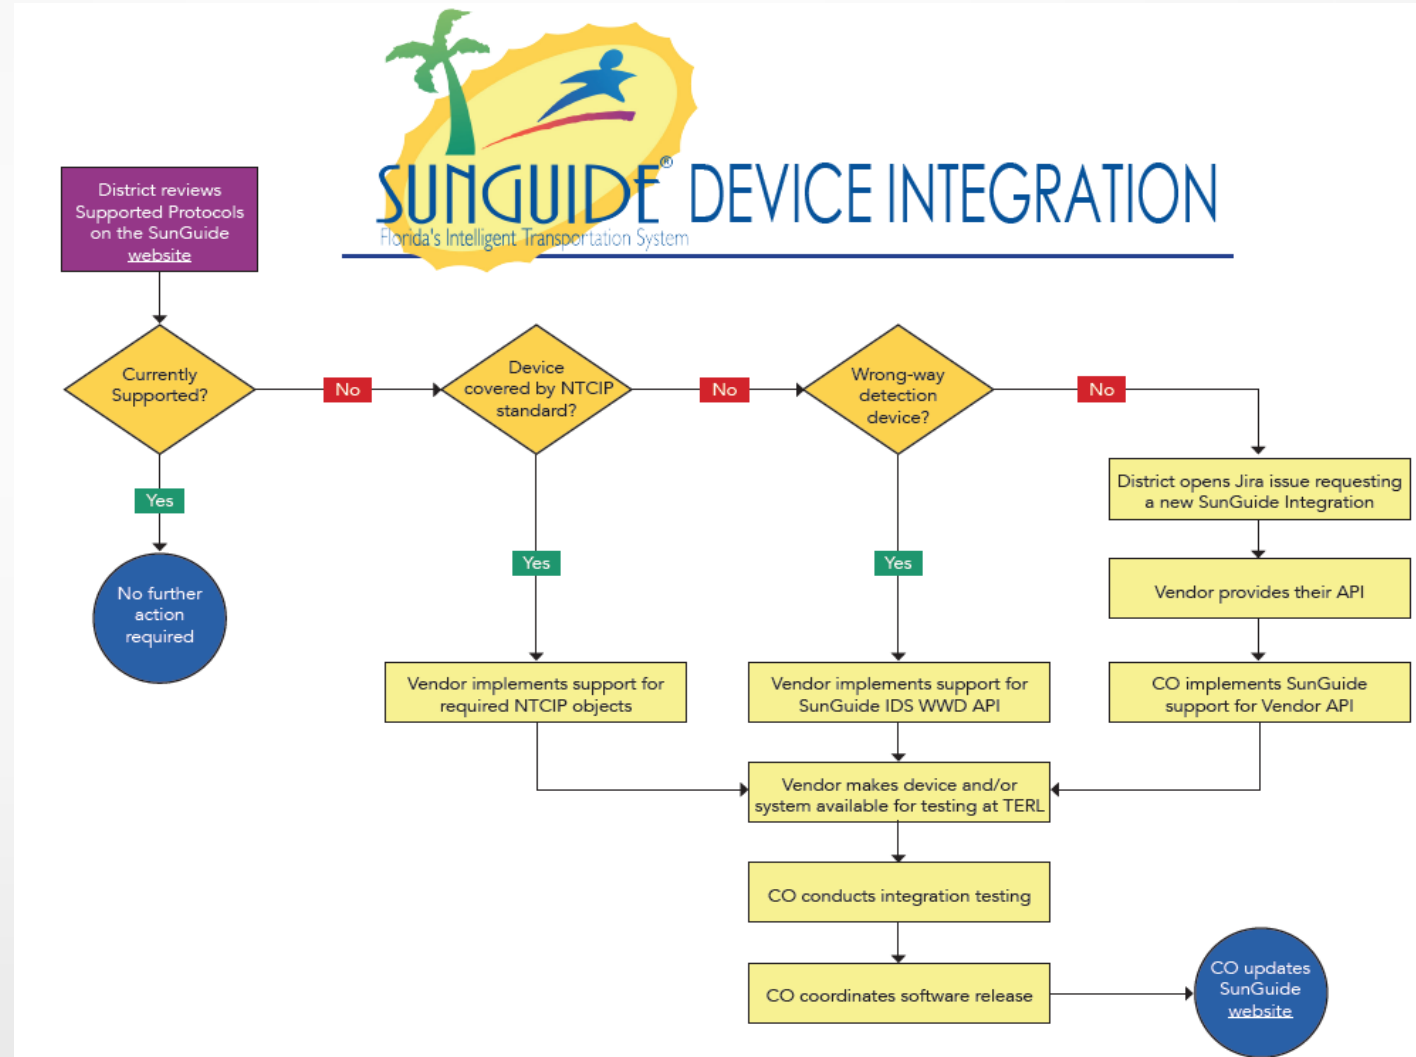 SUNGUIDE® DEVICE INTEGRATION
Florida's Intelligent Transportation System
District reviews
Supported Protocols
on the SunGuide
website
Currently
Supported?
No
Device
covered by NTCIP
standard?
No
Wrong-way
detection
device?
No
Yes
No further
action
required
Yes
Yes
District opens Jira issue requesting
a new SunGuide Integration
Vendor provides their API
Vendor implements support for
required NTCIP objects
Vendor implements support for
SunGuide IDS WWD API
CO implements SunGuide
support for Vendor API
Vendor makes device and/or
system available for testing at TERL
CO conducts integration testing
CO coordinates software release
CO updates
SunGuide
website